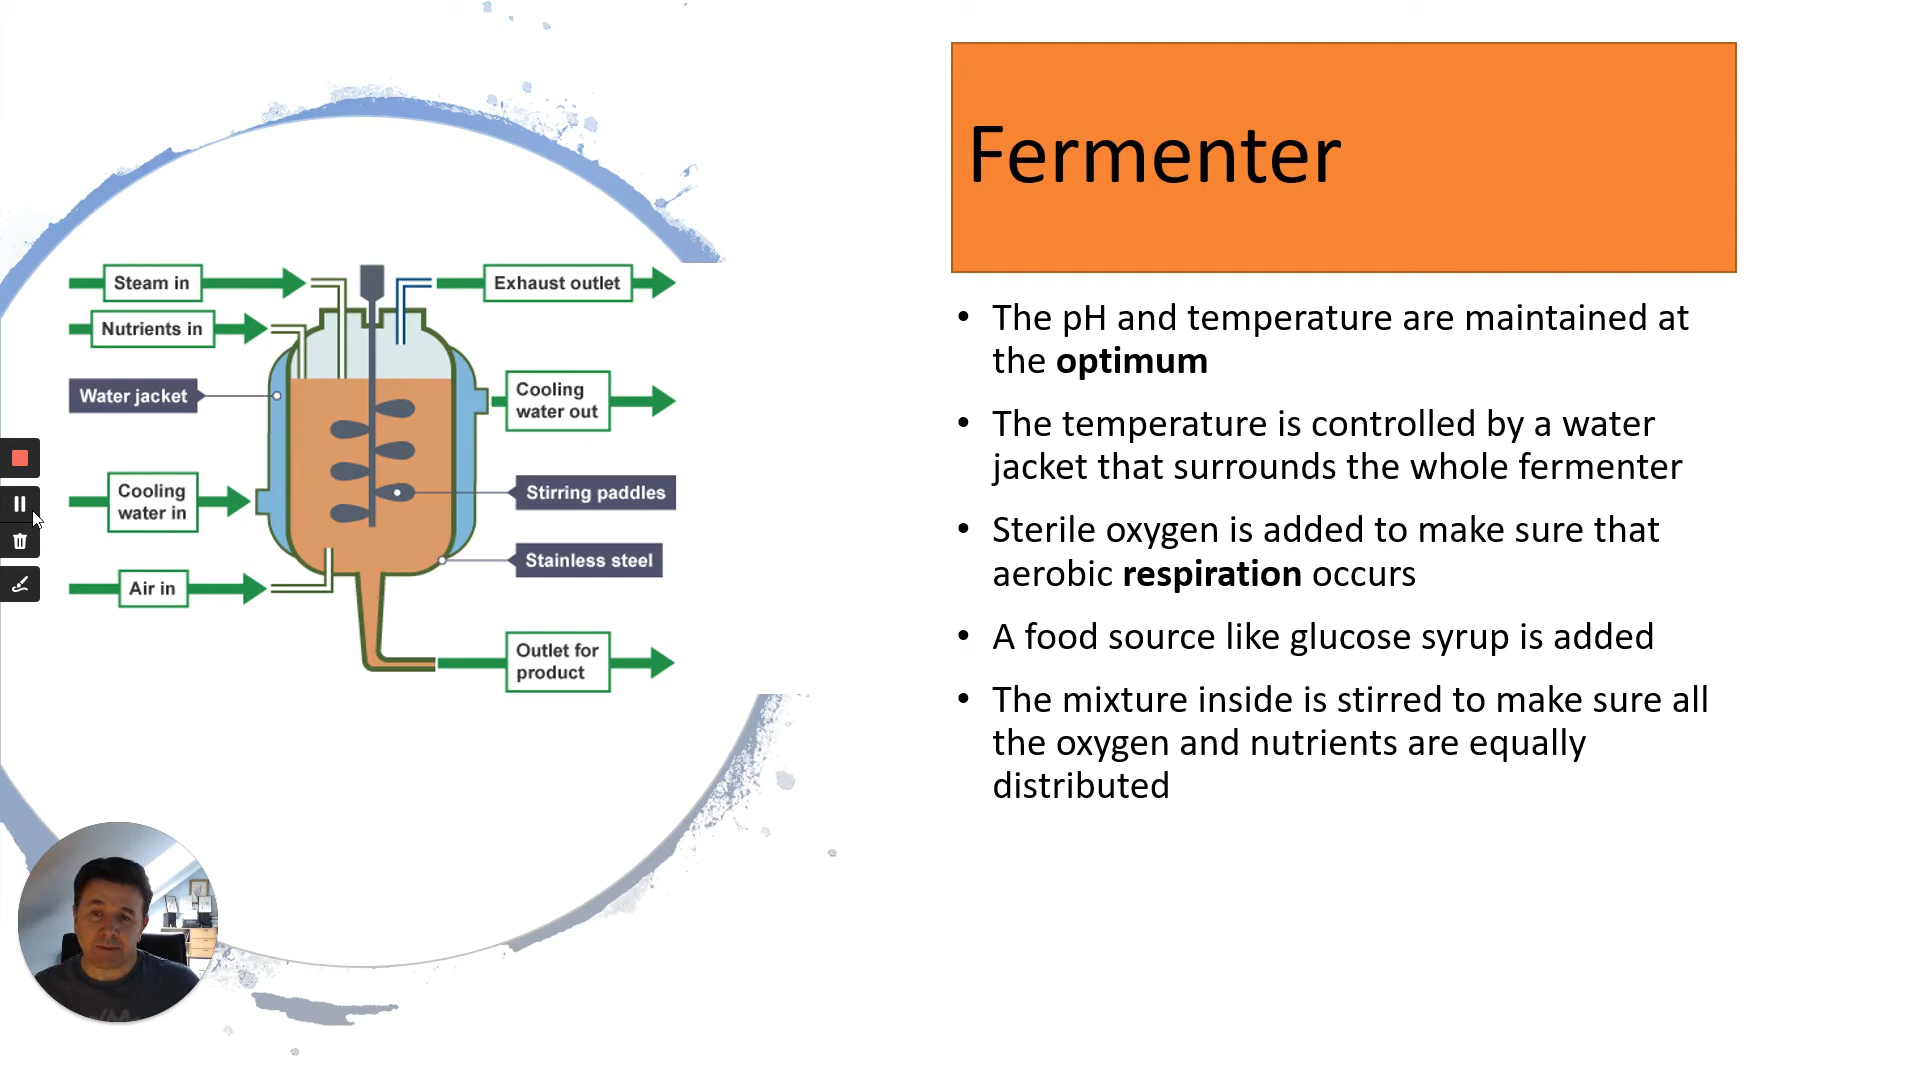 Fermenter
Steam in
Exhaust outlet
Nutrients in
Water jacket
Cooling
water out
Cooling
water in
Stirring paddles
Stainless steel
Air in
Outlet for
product
• The pH and temperature are maintained at
the optimum
• The temperature is controlled by a water
jacket that surrounds the whole fermenter
• Sterile oxygen is added to make sure that
aerobic respiration occurs
• A food source like glucose syrup is added
• The mixture inside is stirred to make sure all
the oxygen and nutrients are equally
distributed